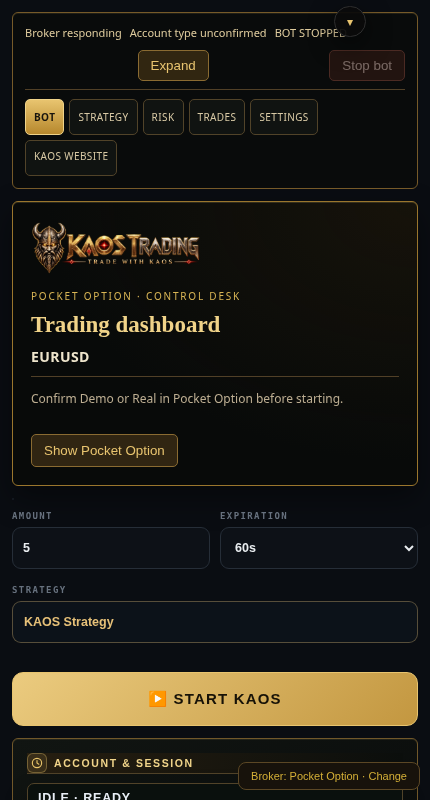 Broker responding Account type unconfirmed BOT STOPPED
Expand
Stop bot
BOT
STRATEGY
RISK
TRADES
SETTINGS
KAOS WEBSITE
KAOS TRADING
TRADE WITH KAOS
POCKET OPTION · CONTROL DESK
Trading dashboard
EURUSD
Confirm Demo or Real in Pocket Option before starting.
Show Pocket Option
AMOUNT
EXPIRATION
5
60s
STRATEGY
KAOS Strategy
START KAOS
ACCOUNT & SESSION
Broker: Pocket Option · Change
IDLE · READY